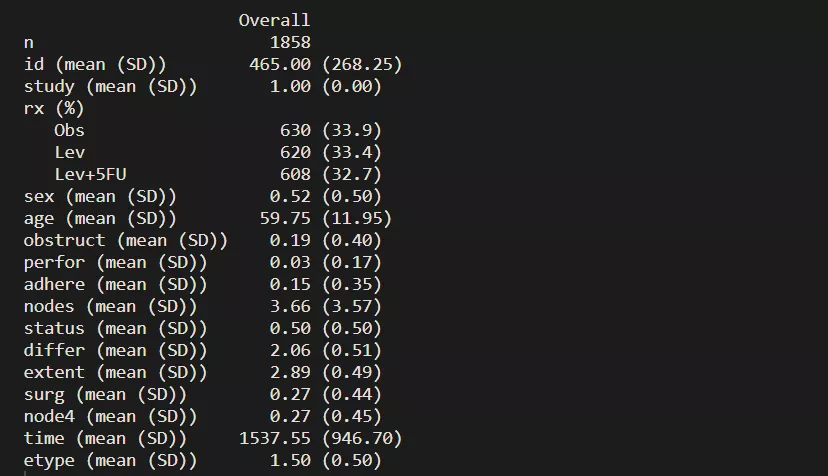 Overall
n 1858
id (mean (SD)) 465.00 (268.25)
study (mean (SD)) 1.00 (0.00)
rx (%)
Obs 630 (33.9)
Lev 620 (33.4)
Lev+5FU 608 (32.7)
sex (mean (SD)) 0.52 (0.50)
age (mean (SD)) 59.75 (11.95)
obstruct (mean (SD)) 0.19 (0.40)
perfor (mean (SD)) 0.03 (0.17)
adhere (mean (SD)) 0.15 (0.35)
nodes (mean (SD)) 3.66 (3.57)
status (mean (SD)) 0.50 (0.50)
differ (mean (SD)) 2.06 (0.51)
extent (mean (SD)) 2.89 (0.49)
surg (mean (SD)) 0.27 (0.44)
node4 (mean (SD)) 0.27 (0.45)
time (mean (SD)) 1537.55 (946.70)
etype (mean (SD)) 1.50 (0.50)